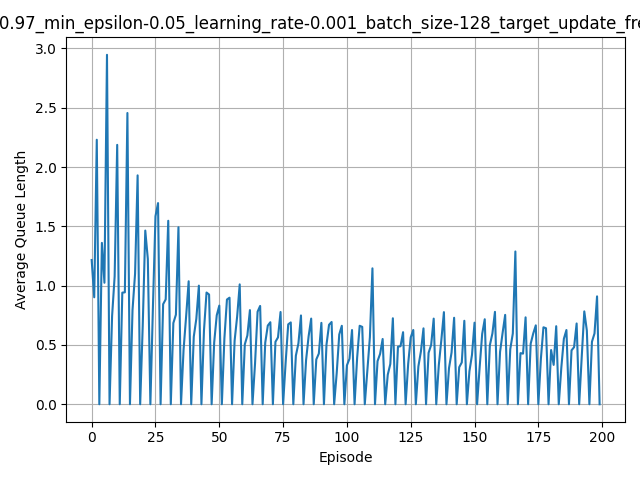 0.97_min_epsilon-0.05_learning_rate-0.001_batch_size-128_target_update_fre
3.0
2.5
2.0
1.5
1.0
0.5
0.0
Average Queue Length
0 25 50 75 100 125 150 175 200
Episode